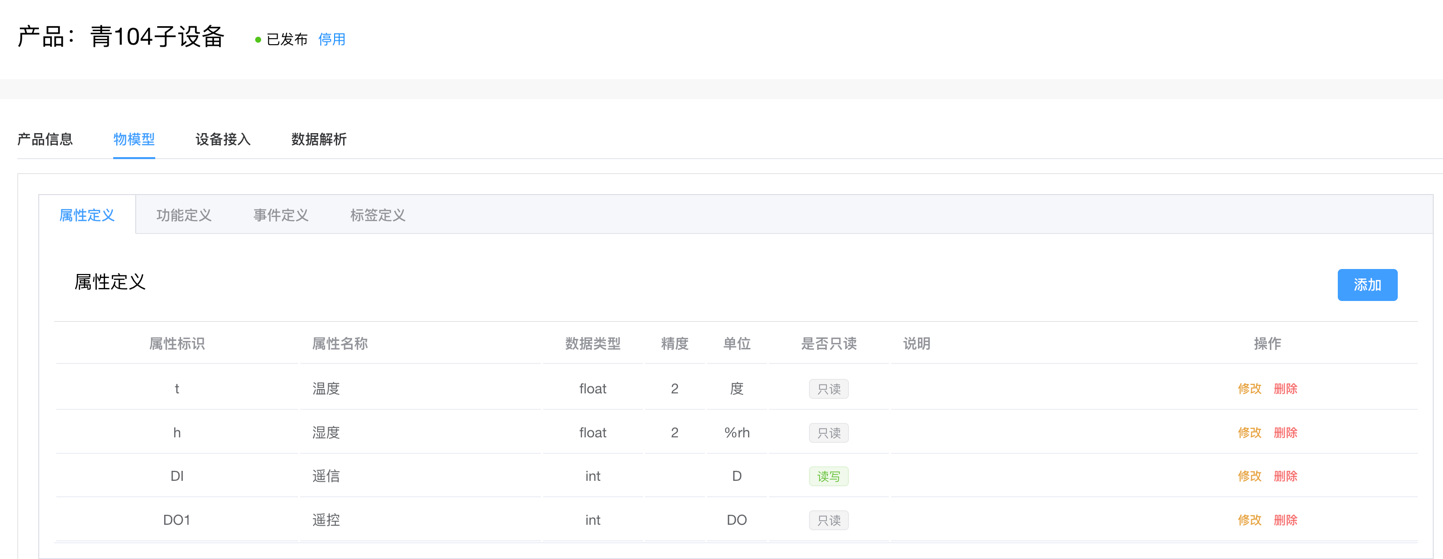 产品：青104子设备 已发布 停用
产品信息 物模型 设备接入 数据解析
属性定义 功能定义 事件定义 标签定义
属性定义 添加
属性标识 属性名称 数据类型 精度 单位 是否只读 说明 操作
t 温度 float 2 度 只读 修改 删除
h 湿度 float 2 %rh 只读 修改 删除
DI 遥信 int D 读写 修改 删除
DO1 遥控 int DO 只读 修改 删除